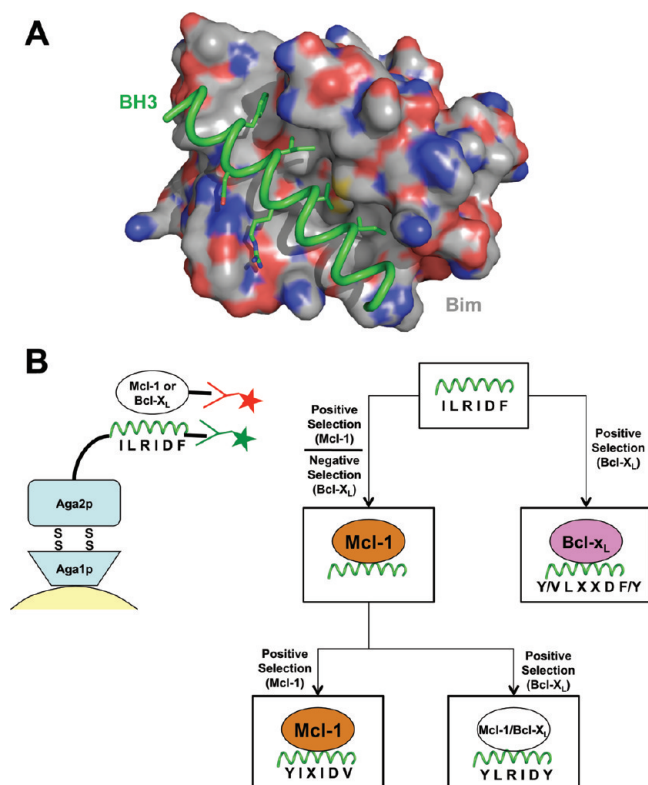 A
BH3
Bim
B
Mcl-1 or
Bcl-XL
ILRIDF
Aga2p
S S
S S
Aga1p
ILRIDF
Positive
Selection
(Mcl-1)
Negative
Selection
(Bcl-XL)
Positive
Selection
(Bcl-XL)
Mcl-1
Bcl-xL
Y/V L X X D F/Y
Positive
Selection
(Mcl-1)
Positive
Selection
(Bcl-XL)
Mcl-1
YIXIDV
Mcl-1/Bcl-XL
YLRIDY